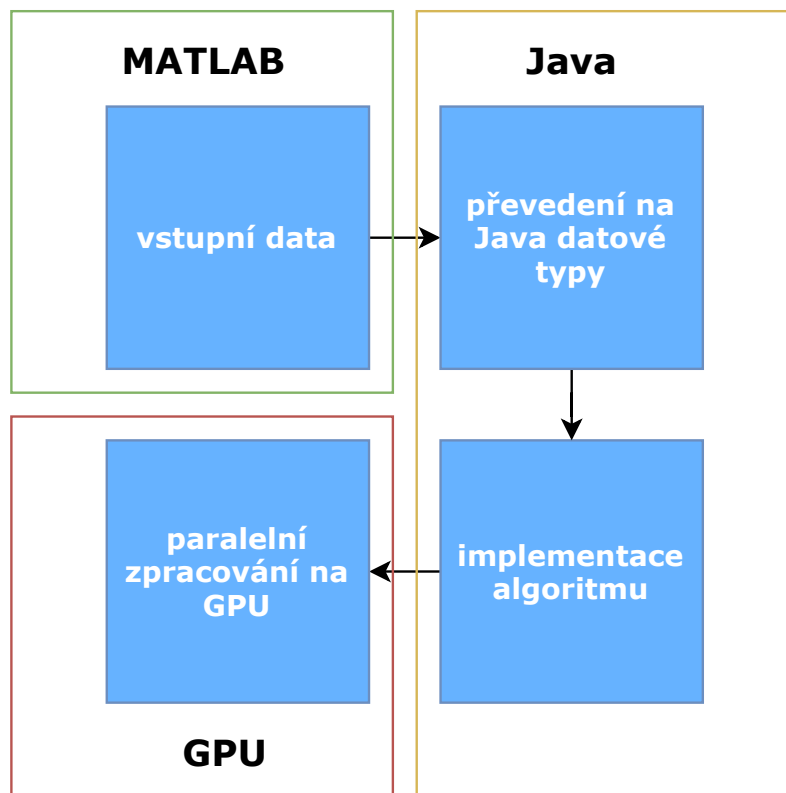 MATLAB
Java
vstupní data
převedení na
Java datové
typy
implementace
algoritmu
paralelní
zpracování na
GPU
GPU